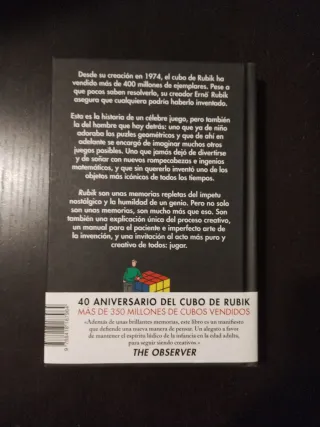 Desde su creación en 1974, el cubo de Rubik ha
vendido más de 400 millones de ejemplares. Pese a
que pocos saben resolverlo, su creador Ernő Rubik
asegura que cualquiera podría haberlo inventado.
Esta es la historia de un célebre juego, pero también
la del hombre que hay detrás: uno que ya de niño
adoraba los puzles geométricos y que de ahí en
adelante se encargó de imaginar muchos otros
juegos posibles. Uno que jamás dejó de divertirse
y de soñar con nuevos rompecabezas e ingenios
matemáticos, y que sin quererlo inventó uno de los
objetos más icónicos de todos los tiempos.
Rubik son unas memorias repletas del ímpetu
nostálgico y la humildad de un genio. Pero no solo
son unas memorias, son mucho más que eso. Son
también una explicación única del proceso creativo,
un manual para el paciente e imperfecto arte de
la invención, y una invitación al acto más puro y
creativo de todos: jugar.
40 ANIVERSARIO DEL CUBO DE RUBIK
MÁS DE 350 MILLONES DE CUBOS VENDIDOS
«Además de unas brillantes memorias, este libro es un manifiesto
que defiende una nueva manera de pensar. Un alegato a favor
de mantener el espíritu lúdico de la infancia en la edad adulta,
para seguir siendo creativos.»
THE OBSERVER